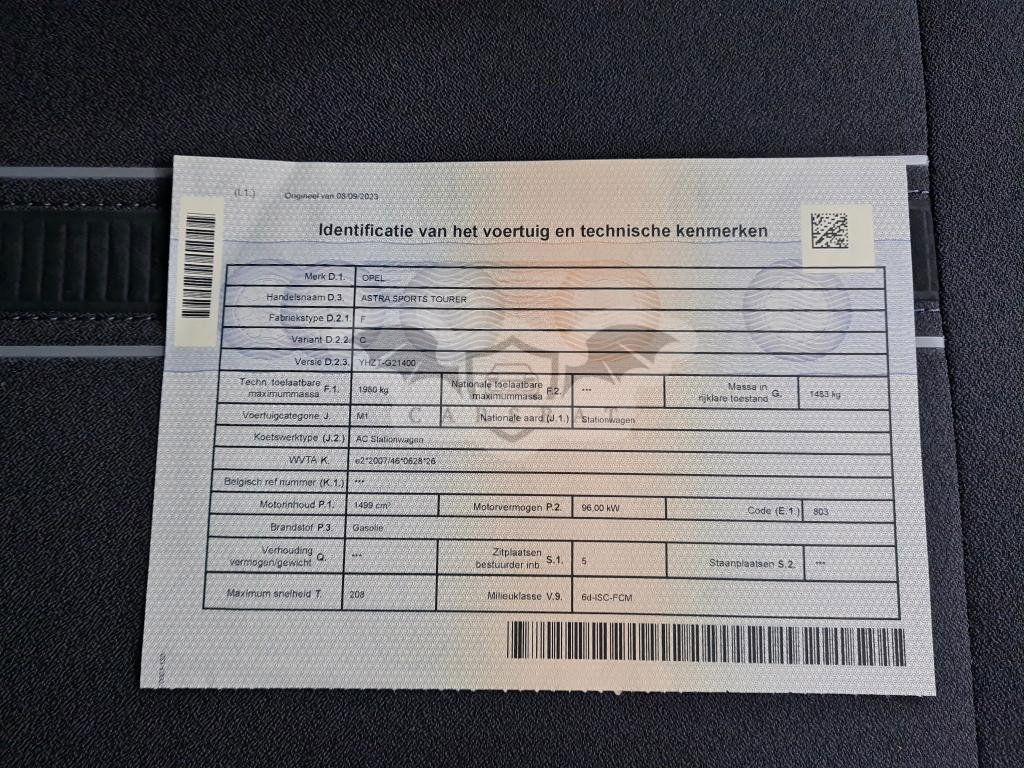 (I.1.) Origineel van 08/09/2023
Identificatie van het voertuig en technische kenmerken
Merk D.1. OPEL
Handelsnaam D.3. ASTRA SPORTS TOURER
Fabriekstype D.2.1. F
Variant D.2.2. C
Versie D.2.3. YHZT-G21400
Techn. toelaatbare maximummassa F.1. 1980 kg Nationale toelaatbare maximummassa F.2. *** Massa in rijklare toestand G. 1483 kg
Voertuigcategorie J. M1 Nationale aard (J.1.) Stationwagen
CARSBAT
Koetswerktype (J.2.) AC Stationwagen
WVTA K. e2*2007/46*0628*26
Belgisch ref nummer (K.1.) ***
Motorinhoud P.1. 1499 cm³ Motorvermogen P.2. 96,00 kW Code (E.1.) 803
Brandstof P.3. Gasolie
Verhouding vermogen/gewicht Q. *** Zitplaatsen bestuurder inb. S.1. 5 Staanplaatsen S.2. ***
Maximum snelheid T. 208 Milieuklasse V.9. 6d-ISC-FCM